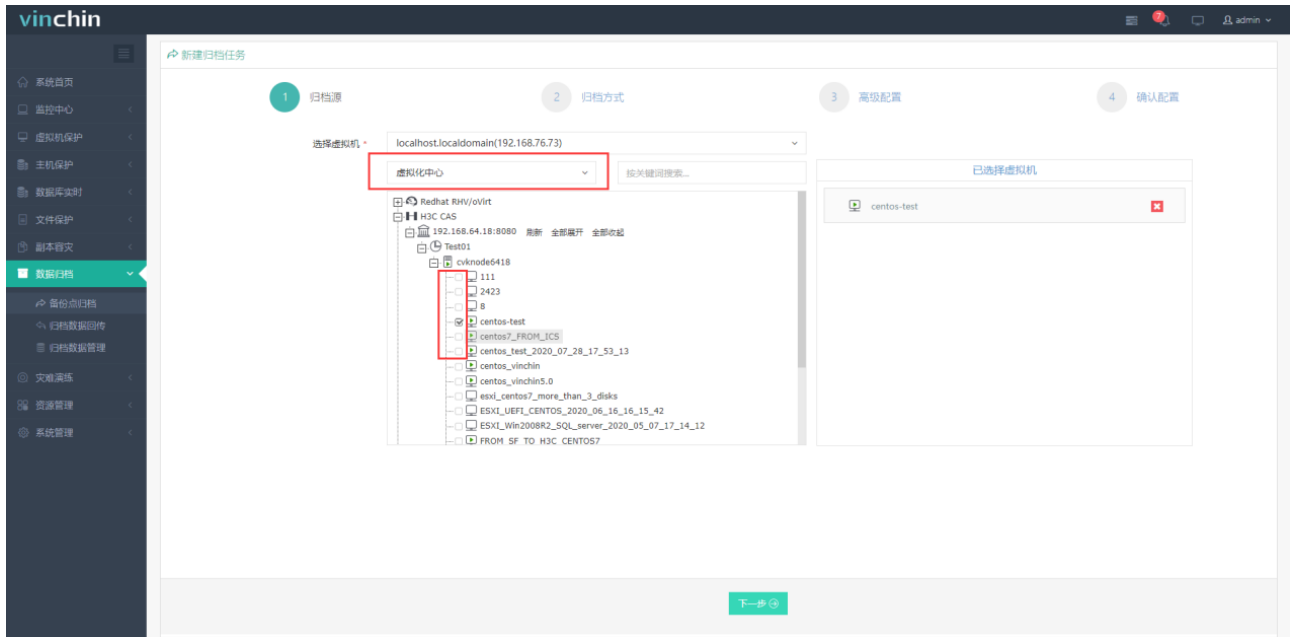 vinchin
7
admin
新建归档任务
系统首页
监控中心
虚拟机保护
主机保护
数据库实时
文件保护
副本容灾
数据归档
备份点归档
归档数据回传
归档数据管理
灾难演练
资源管理
系统管理
1 归档源 2 归档方式 3 高级配置 4 确认配置
选择虚拟机 * localhost.localdomain(192.168.76.73)
虚拟化中心 按关键词搜索...
Redhat RHV/oVirt
H3C CAS
192.168.64.18:8080 刷新 全部展开 全部收起
Test01
cvknode6418
111
2423
8
centos-test
centos7_FROM_ICS
centos_test_2020_07_28_17_53_13
centos_vinchin
centos_vinchin5.0
esxi_centos7_more_than_3_disks
ESXI_UEFI_CENTOS_2020_06_16_16_15_42
ESXI_Win2008R2_SQL_server_2020_05_07_17_14_12
FROM_SF_TO_H3C_CENTOS7
已选择虚拟机
centos-test
下一步